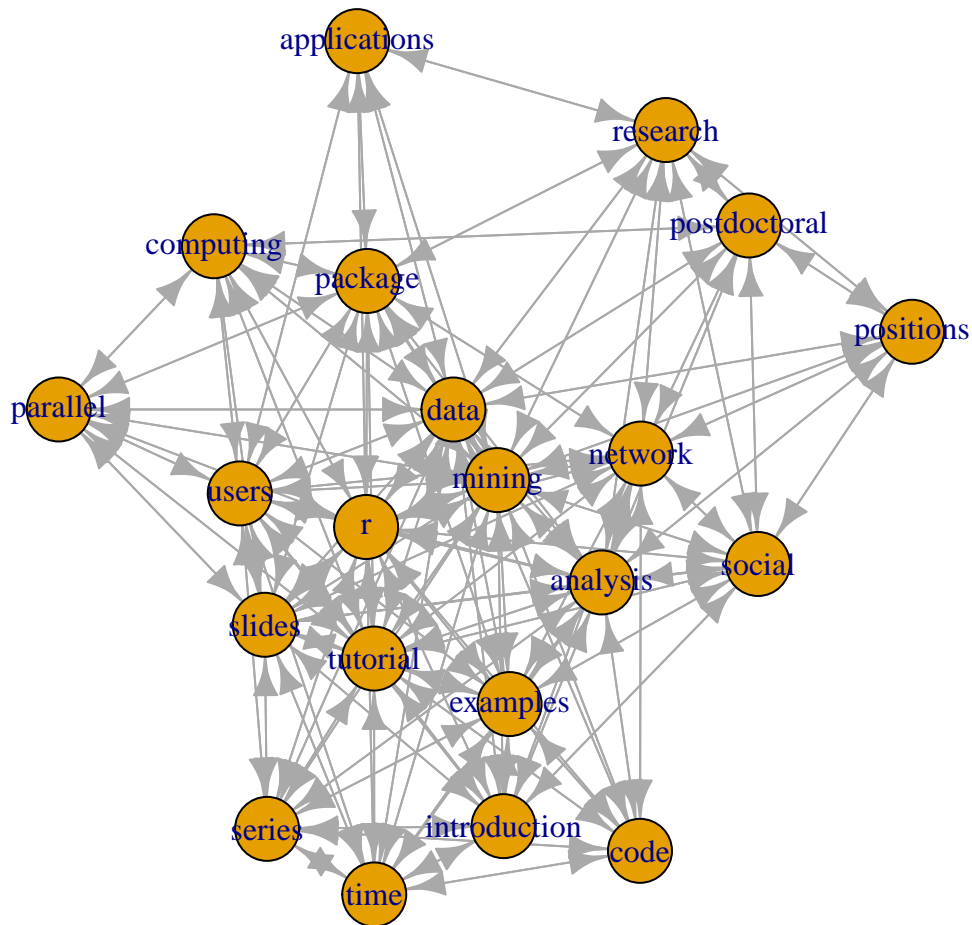 applications
research
postdoctoral
computing
package
positions
parallel
data
network
mining
users
r
social
analysis
slides
tutorial
examples
series
introduction
code
time